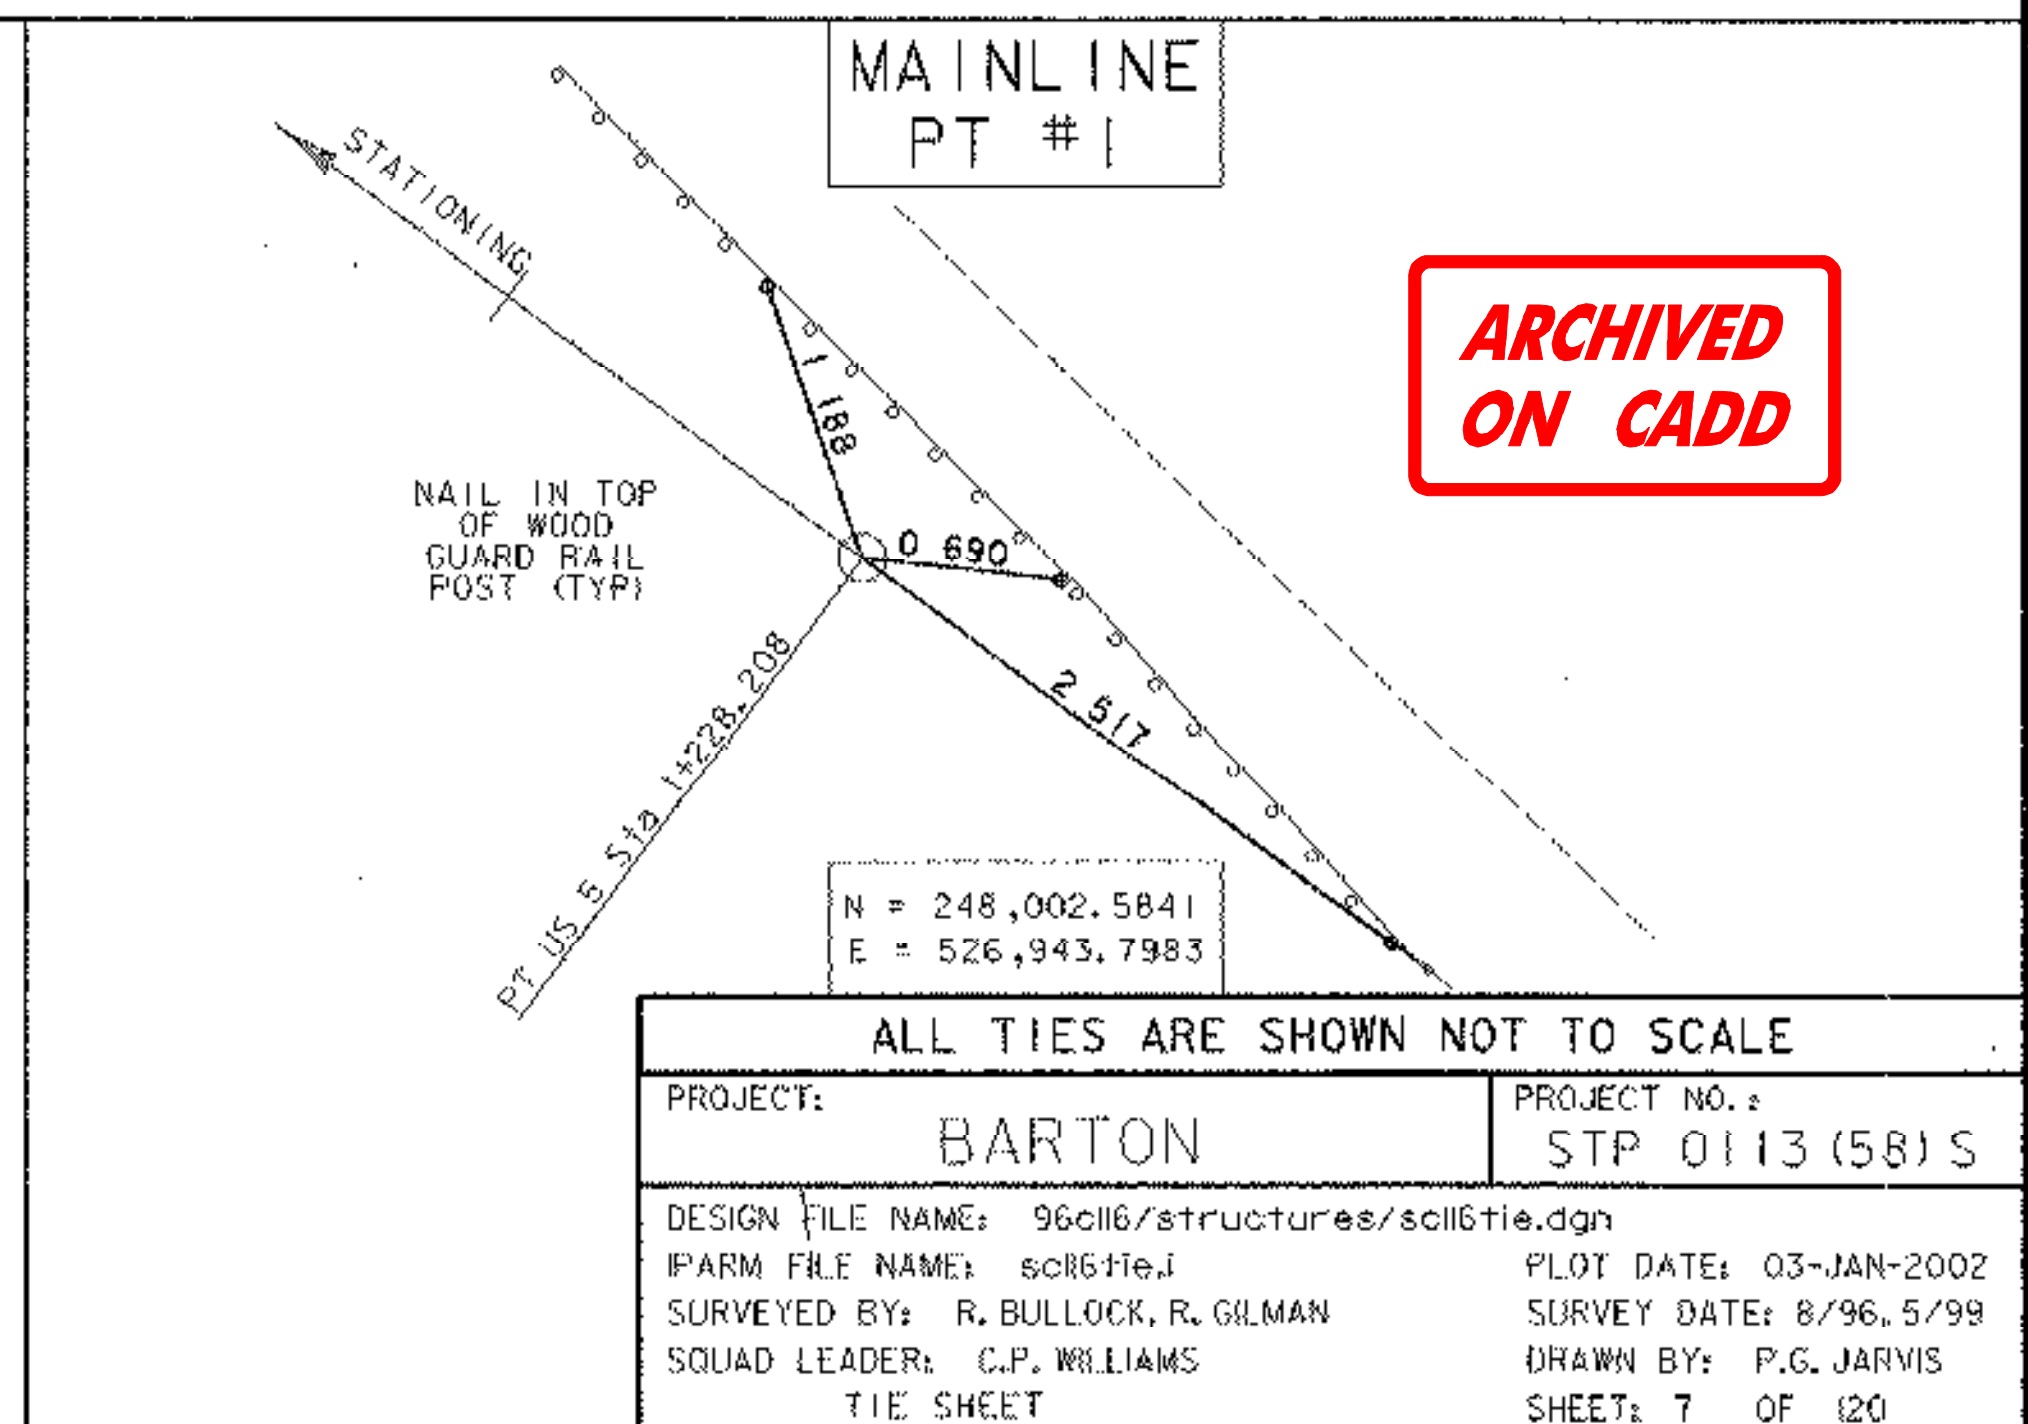 MAINLINE
PT #1
STATIONING
ARCHIVED
ON CADD
1 188
NAIL IN TOP
OF WOOD
GUARD RAIL
POST (TYP)
0 690
2 517
PT US 5 Sta 1+228.208
N = 248,002.5841
E = 526,943.7983
ALL TIES ARE SHOWN NOT TO SCALE
PROJECT:
BARTON
PROJECT NO.:
STP 0113(58)S
DESIGN FILE NAME: 96c116/structures/sc116tie.dgn
IPARM FILE NAME: sc116tie.i
PLOT DATE: 03-JAN-2002
SURVEYED BY: R. BULLOCK, R. GILMAN
SURVEY DATE: 8/96, 5/99
SQUAD LEADER: C.P. WILLIAMS
DRAWN BY: P.G. JARVIS
TIE SHEET
SHEET: 7 OF 120